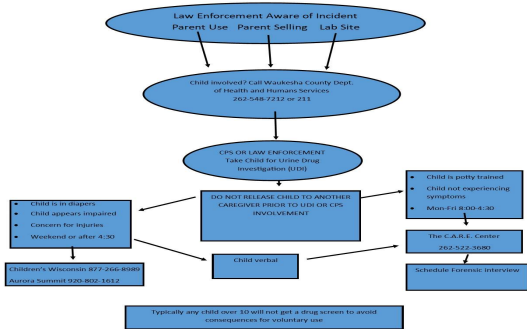 Law Enforcement Aware of Incident
Parent Use Parent Selling Lab Site
Child involved? Call Waukesha County Dept.
of Health and Humans Services
262-548-7212 or 211
CPS OR LAW ENFORCEMENT
Take Child for Urine Drug
Investigation (UDI)
DO NOT RELEASE CHILD TO ANOTHER
CAREGIVER PRIOR TO UDI OR CPS
INVOLVEMENT
• Child is in diapers
• Child appears impaired
• Concern for injuries
• Weekend or after 4:30
• Child is potty trained
• Child not experiencing
symptoms
• Mon-Fri 8:00-4:30
Children's Wisconsin 877-266-8989
Aurora Summit 920-802-1612
Child verbal
The C.A.R.E. Center
262-522-3680
Schedule Forensic Interview
Typically any child over 10 will not get a drug screen to avoid
consequences for voluntary use